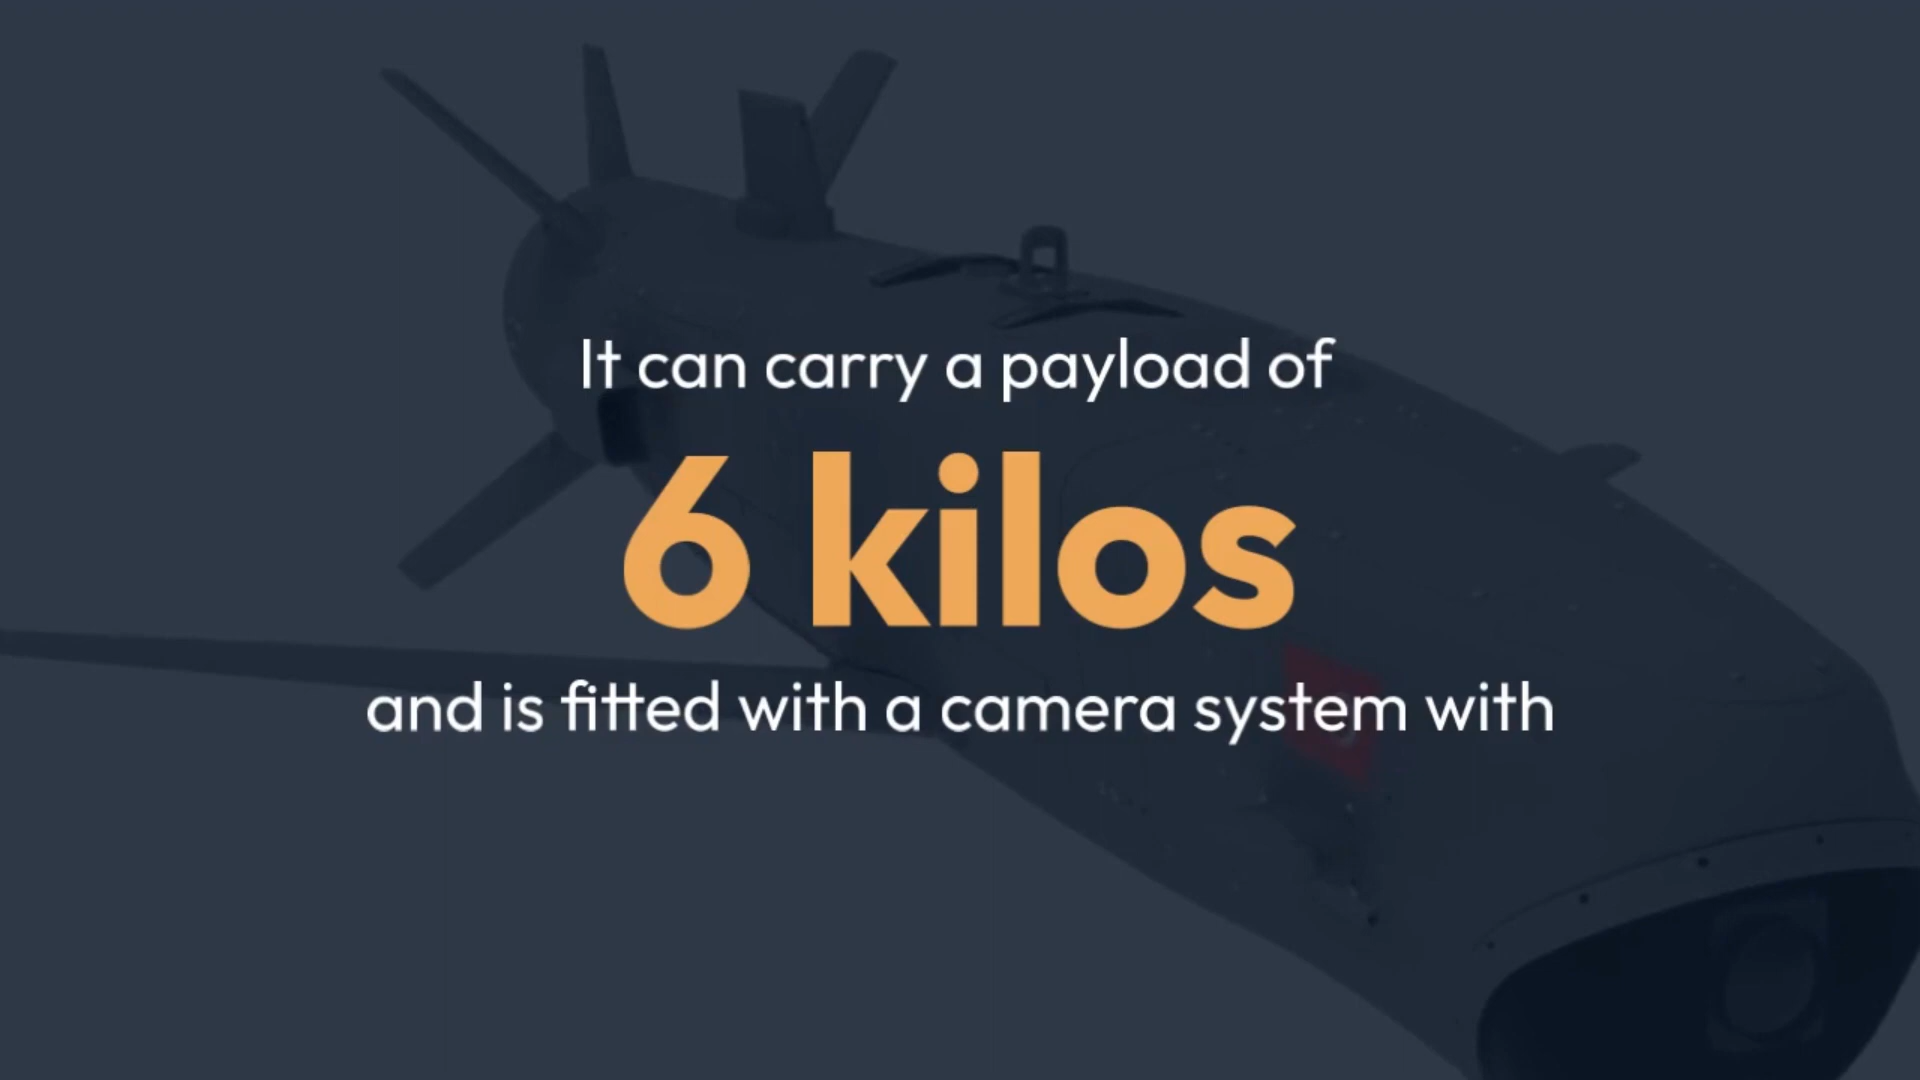 It can carry a payload of
6 kilos
and is fitted with a camera system with